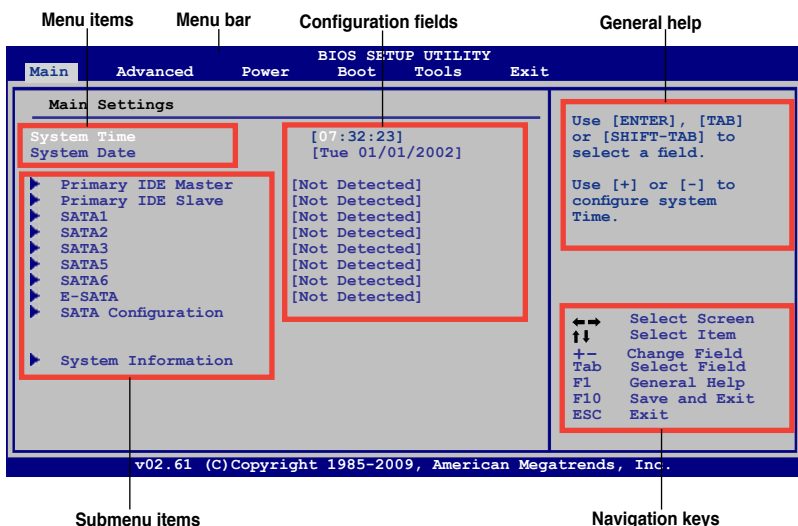 Menu items Menu bar Configuration fields General help
BIOS SETUP UTILITY
Main Advanced Power Boot Tools Exit
Main Settings
System Time [07:32:23]
System Date [Tue 01/01/2002]
Primary IDE Master [Not Detected]
Primary IDE Slave [Not Detected]
SATA1 [Not Detected]
SATA2 [Not Detected]
SATA3 [Not Detected]
SATA5 [Not Detected]
SATA6 [Not Detected]
E-SATA [Not Detected]
SATA Configuration
System Information
Use [ENTER], [TAB]
or [SHIFT-TAB] to
select a field.
Use [+] or [-] to
configure system
Time.
←→ Select Screen
↑↓ Select Item
+- Change Field
Tab Select Field
F1 General Help
F10 Save and Exit
ESC Exit
v02.61 (C)Copyright 1985-2009, American Megatrends, Inc.
Submenu items Navigation keys